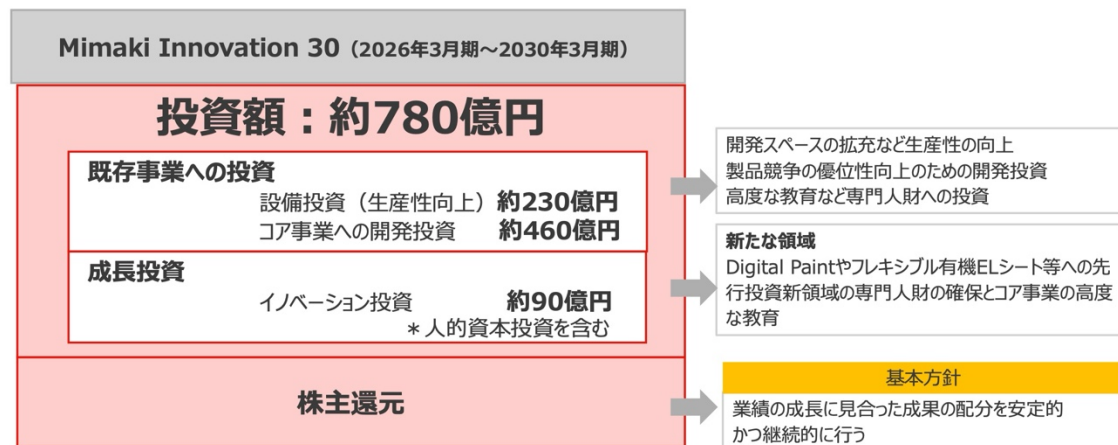 Mimaki Innovation 30（2026年3月期～2030年3月期）
投資額：約780億円
既存事業への投資
設備投資（生産性向上）約230億円
コア事業への開発投資 約460億円
成長投資
イノベーション投資 約90億円
＊人的資本投資を含む
株主還元
開発スペースの拡充など生産性の向上
製品競争の優位性向上のための開発投資
高度な教育など専門人財への投資
新たな領域
Digital Paintやフレキシブル有機ELシート等への先
行投資新領域の専門人財の確保とコア事業の高度
な教育
基本方針
業績の成長に見合った成果の配分を安定的
かつ継続的に行う